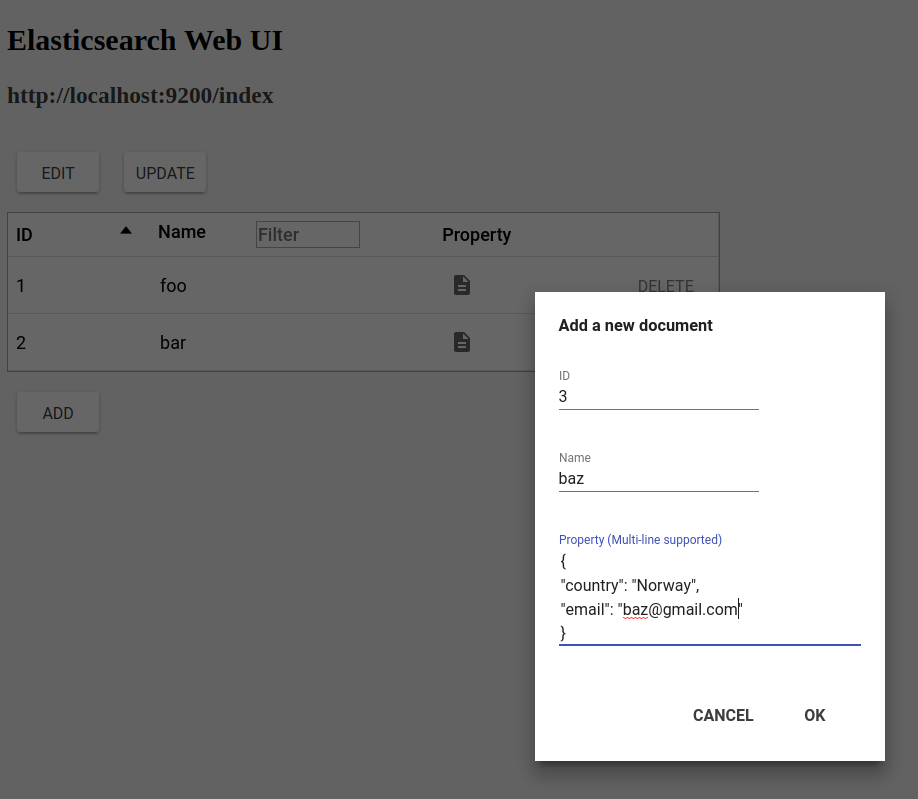 Elasticsearch Web UI
http://localhost:9200/index
EDIT UPDATE
ID Name Filter Property
1 foo DELETE
2 bar
ADD
Add a new document
ID
3
Name
baz
Property (Multi-line supported)
{
"country": "Norway",
"email": "baz@gmail.com"
}
CANCEL OK